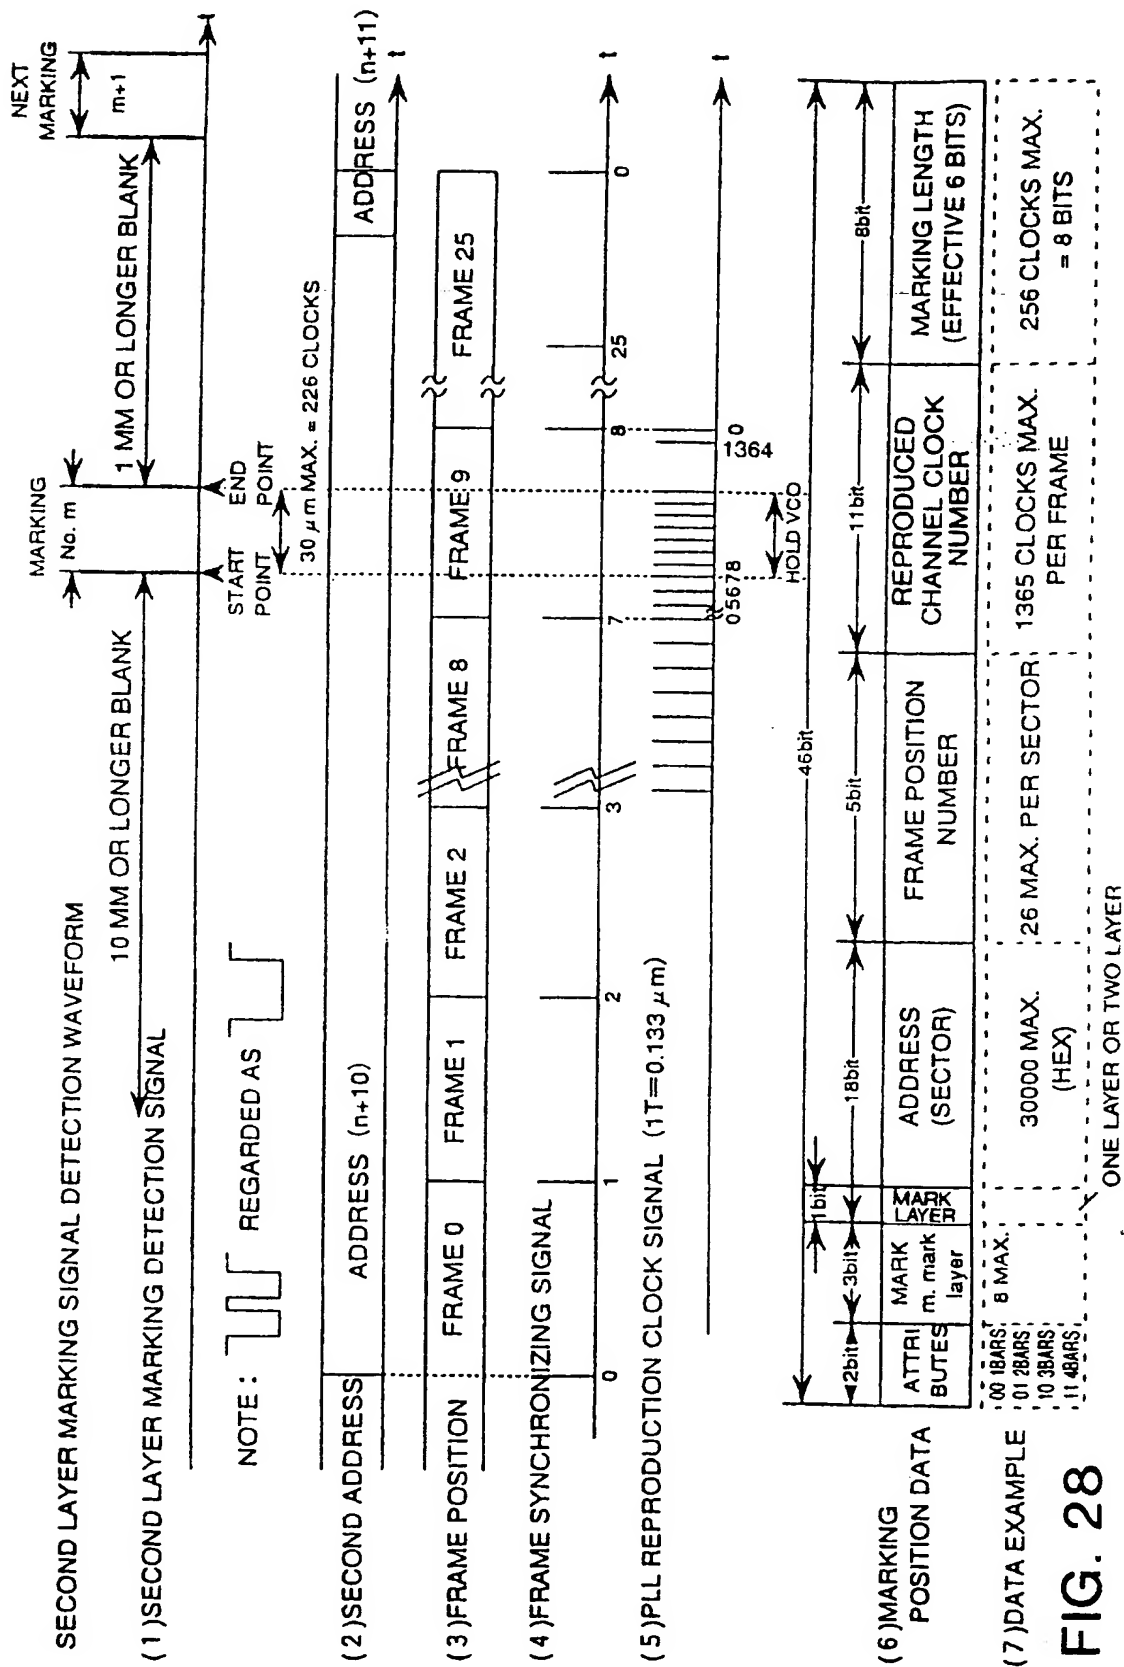 SECOND LAYER MARKING SIGNAL DETECTION WAVEFORM
(1)SECOND LAYER MARKING DETECTION SIGNAL
10 MM OR LONGER BLANK
MARKING
No. m
START
POINT
END
POINT
1 MM OR LONGER BLANK
NEXT
MARKING
m+1
t
NOTE : REGARDED AS
30 μm MAX. = 226 CLOCKS
(2)SECOND ADDRESS
ADDRESS (n+10)
ADDRESS (n+11)
t
(3)FRAME POSITION
FRAME 0
FRAME 1
FRAME 2
FRAME 8
FRAME 9
FRAME 25
(4)FRAME SYNCHRONIZING SIGNAL
0 1 2 3 7 8 25 0
t
(5)PLL REPRODUCTION CLOCK SIGNAL (1T=0.133 μm)
05678
1364
0
t
HOLD VCO
46bit
2bit
3bit
1bit
18bit
5bit
11bit
8bit
(6)MARKING
POSITION DATA
ATTRI
BUTES
MARK
m. mark
layer
MARK
LAYER
ADDRESS
(SECTOR)
FRAME POSITION
NUMBER
REPRODUCED
CHANNEL CLOCK
NUMBER
MARKING LENGTH
(EFFECTIVE 6 BITS)
(7)DATA EXAMPLE
00 1BARS
01 2BARS
10 3BARS
11 4BARS
8 MAX.
30000 MAX.
(HEX)
26 MAX. PER SECTOR
1365 CLOCKS MAX.
PER FRAME
256 CLOCKS MAX.
= 8 BITS
ONE LAYER OR TWO LAYER
FIG. 28